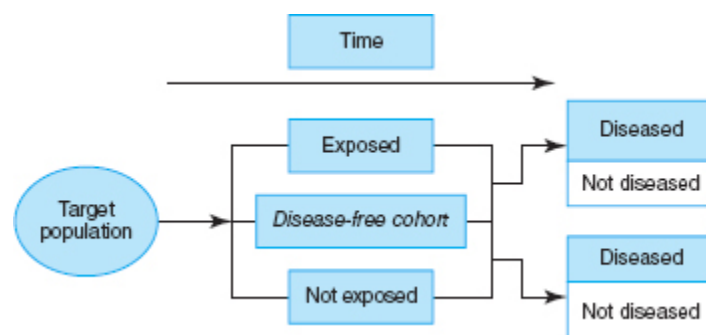 Time
Exposed
Diseased
Not diseased
Target
population
Disease-free cohort
Not exposed
Diseased
Not diseased